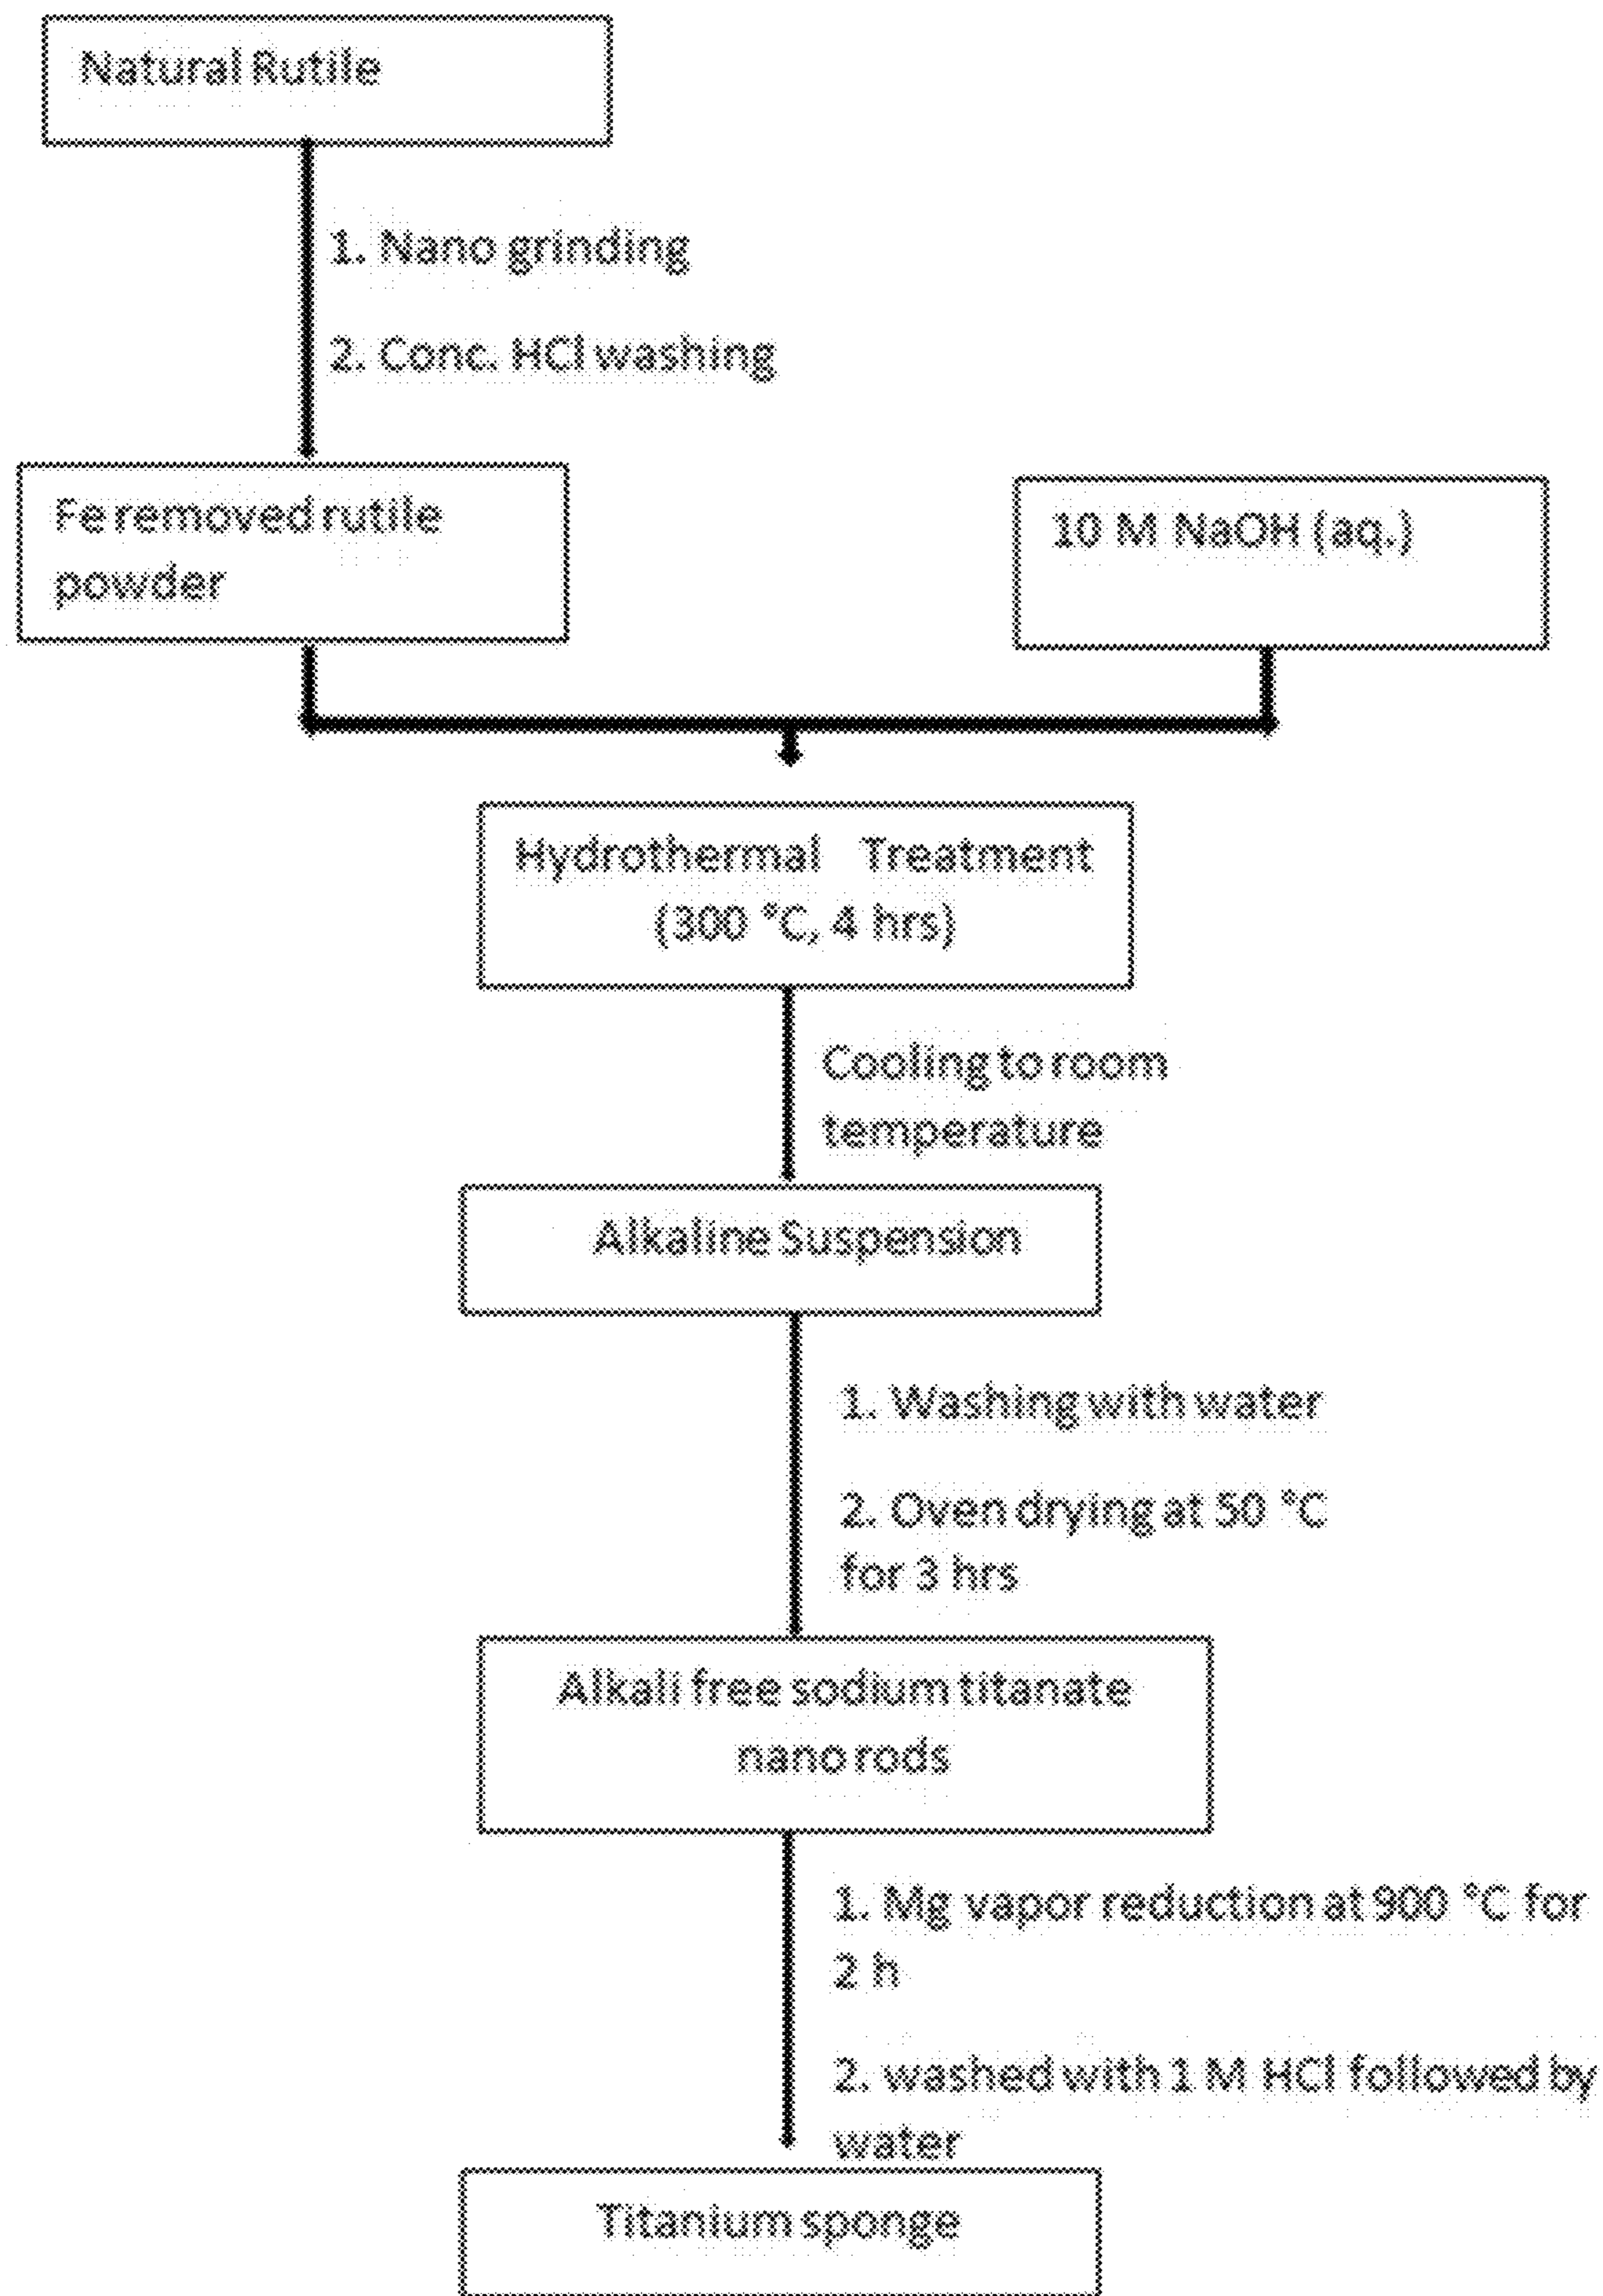 Natural Rutile
1. Nano grinding
2. Conc. HCl washing
Fe removed rutile
powder
10 M NaOH (aq.)
Hydrothermal Treatment
(300 °C, 4 hrs)
Cooling to room
temperature
Alkaline Suspension
1. Washing with water
2. Oven drying at 50 °C
for 3 hrs
Alkali free sodium titanate
nano rods
1. Mg vapor reduction at 900 °C for
2 h
2. washed with 1 M HCl followed by
water
Titanium sponge